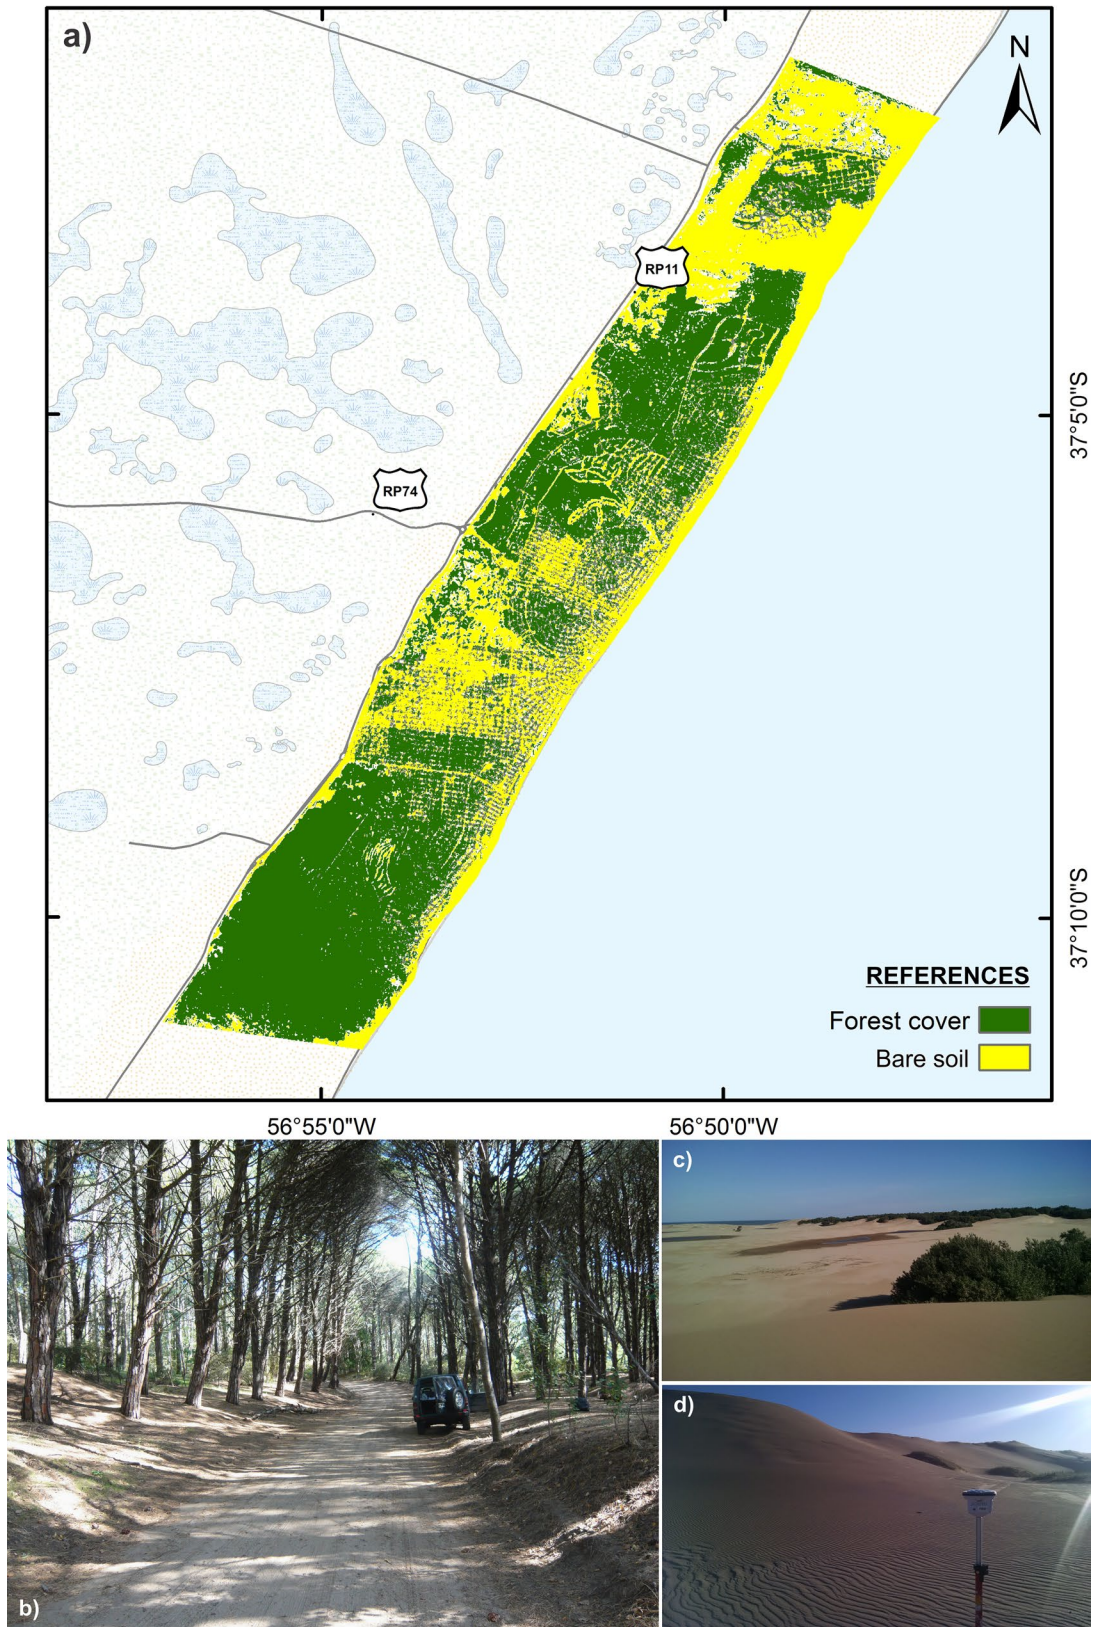 a)
N
RP11
RP74
37°5'0"S
37°10'0"S
REFERENCES
Forest cover
Bare soil
56°55'0"W
56°50'0"W
b)
c)
d)